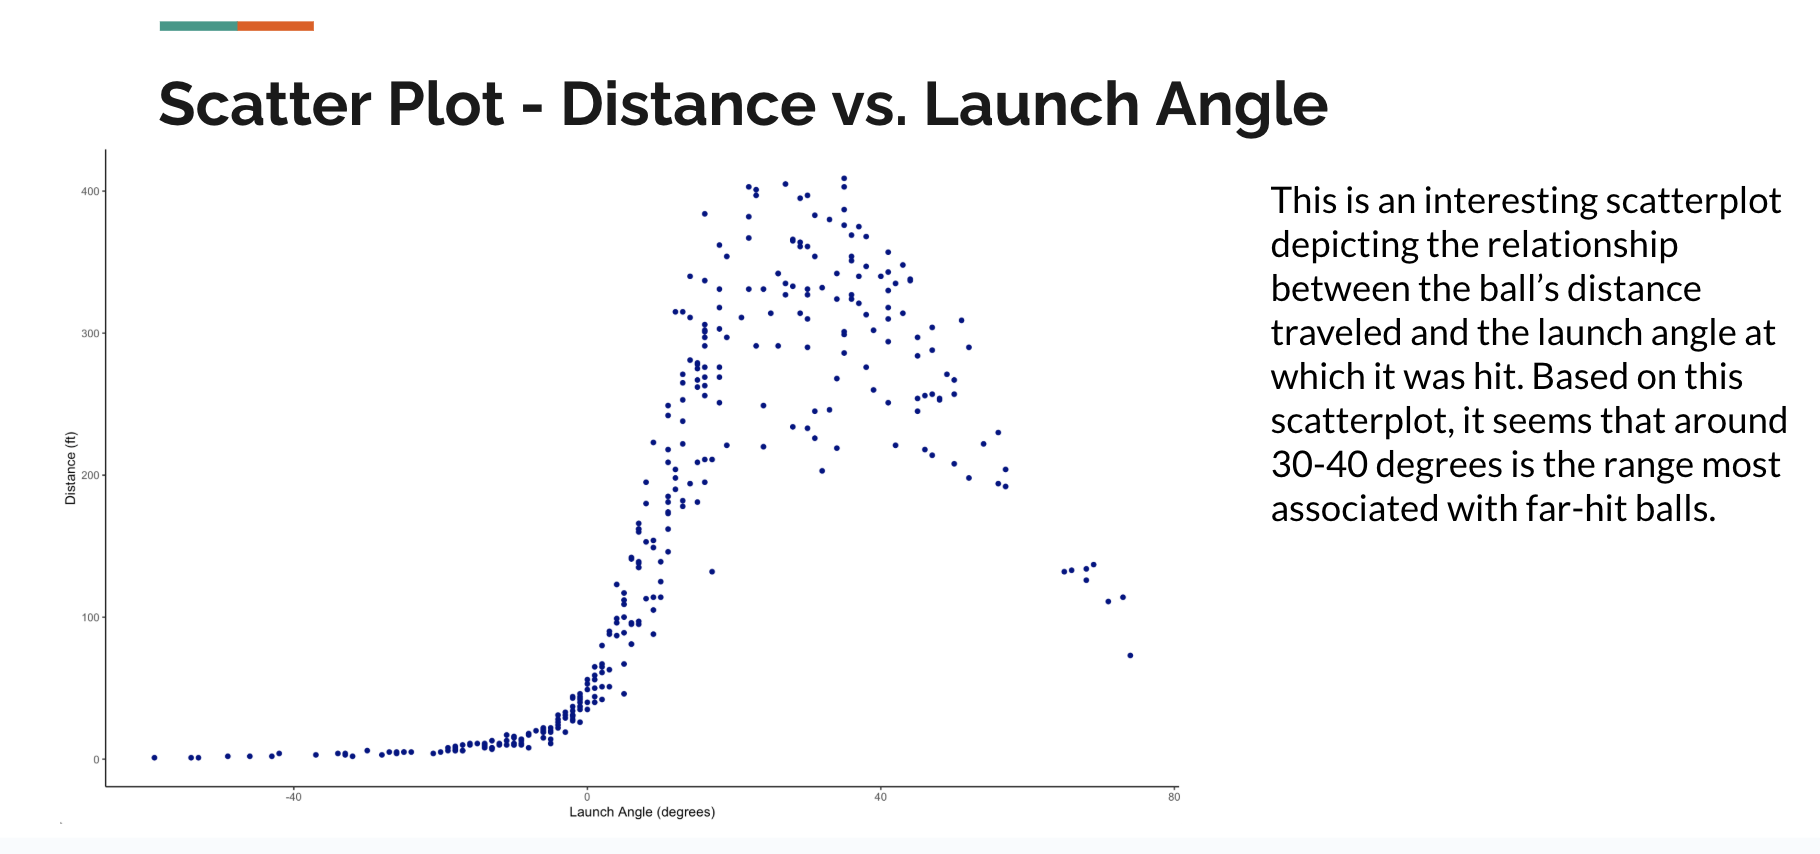 Scatter Plot - Distance vs. Launch Angle
400
300
200
100
0
Distance (ft)
-40
0
40
80
Launch Angle (degrees)
This is an interesting scatterplot
depicting the relationship
between the ball’s distance
traveled and the launch angle at
which it was hit. Based on this
scatterplot, it seems that around
30-40 degrees is the range most
associated with far-hit balls.